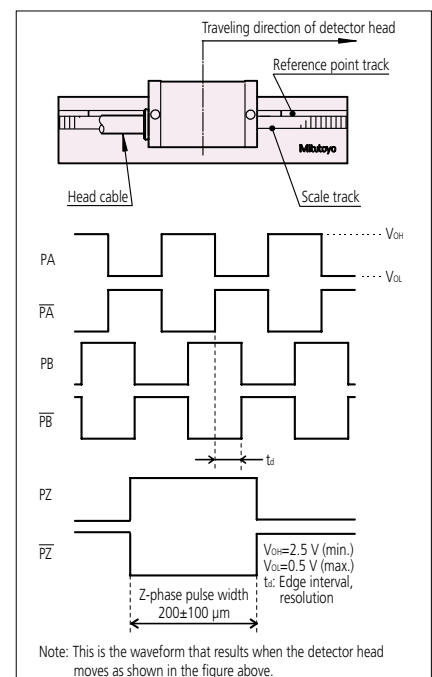 Traveling direction of detector head
Reference point track
Mitutoyo
Head cable
Scale track
VOH
PA
VOL
PA
PB
PB
td
PZ
PZ
VOH=2.5 V (min.)
VOL=0.5 V (max.)
td: Edge interval,
resolution
Z-phase pulse width
200±100 µm
Note: This is the waveform that results when the detector head
moves as shown in the figure above.